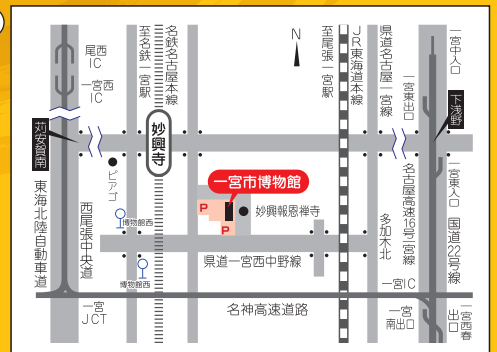 尾西
IC
一宮西
IC
至名鉄一宮駅
名鉄名古屋本線
N
至尾張一宮駅
JR東海道本線
県道名古屋一宮線
一宮中入口
一宮東出口
下浅野
苅安賀南
妙興寺
ピアゴ
一宮市博物館
P
P
妙興報恩禅寺
博物館西
博物館西
東海北陸自動車道
西尾張中央道
県道一宮西中野線
多加木北
名古屋高速16号一宮線
一宮東入口
国道22号線
一宮IC
一宮
JCT
名神高速道路
一宮
南出口
一宮西春
出口